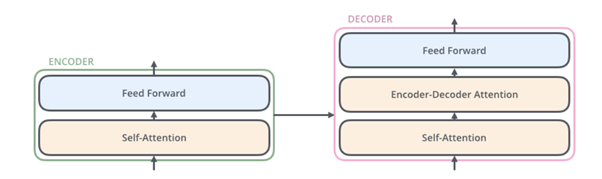 ENCODER
Feed Forward
Self-Attention
DECODER
Feed Forward
Encoder-Decoder Attention
Self-Attention